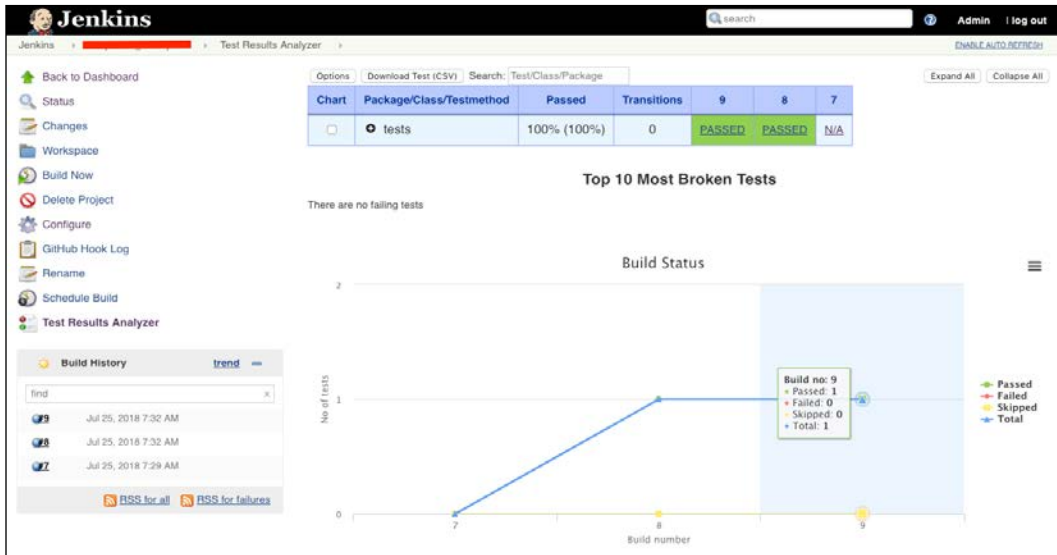 Jenkins
search
Admin
log out
Jenkins
Test Results Analyzer
ENABLE AUTO REFRESH
Back to Dashboard
Status
Changes
Workspace
Build Now
Delete Project
Configure
GitHub Hook Log
Rename
Schedule Build
Test Results Analyzer
Build History trend
find x
#9 Jul 25, 2018 7:32 AM
#8 Jul 25, 2018 7:32 AM
#7 Jul 25, 2018 7:29 AM
RSS for all RSS for failures
Options Download Test (CSV) Search: Test/Class/Package Expand All Collapse All
Chart Package/Class/Testmethod Passed Transitions 9 8 7
tests 100% (100%) 0 PASSED PASSED N/A
Top 10 Most Broken Tests
There are no failing tests
Build Status
2
1
0
No of tests
Build no: 9
Passed: 1
Failed: 0
Skipped: 0
Total: 1
Passed
Failed
Skipped
Total
7 8 9
Build number